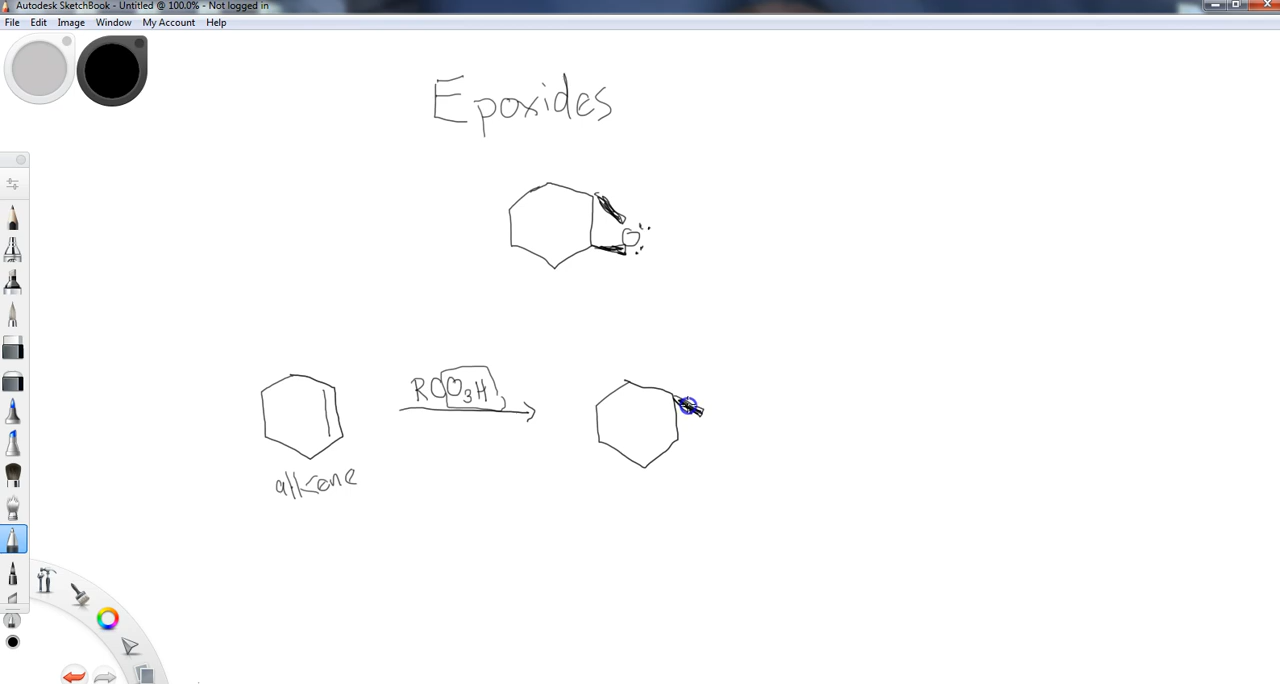 Autodesk SketchBook - Untitled @ 100.0% - Not logged in
File Edit Image Window My Account Help
Epoxides
O
RCO₃H
alkene